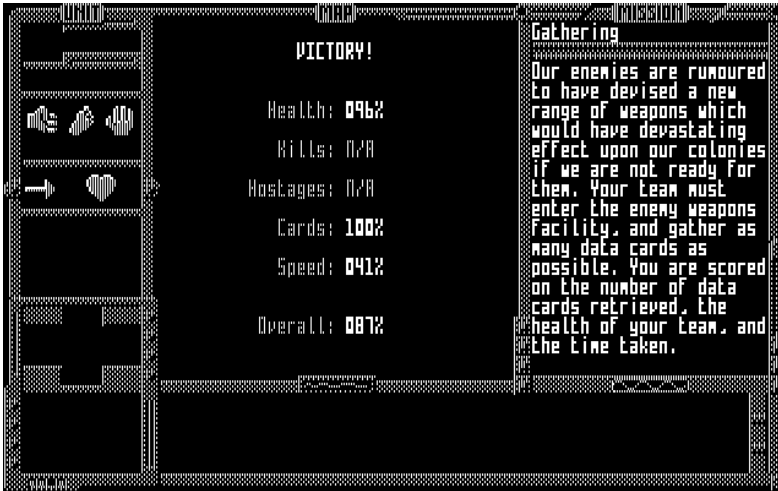 UNIT
MAP
MISSION
VICTORY!
Health: 096%
Kills: N/A
Hostages: N/A
Cards: 100%
Speed: 041%
Overall: 087%
Gathering
Our enemies are rumoured
to have devised a new
range of weapons which
would have devastating
effect upon our colonies
if we are not ready for
them. Your team must
enter the enemy weapons
facility, and gather as
many data cards as
possible. You are scored
on the number of data
cards retrieved, the
health of your team, and
the time taken.